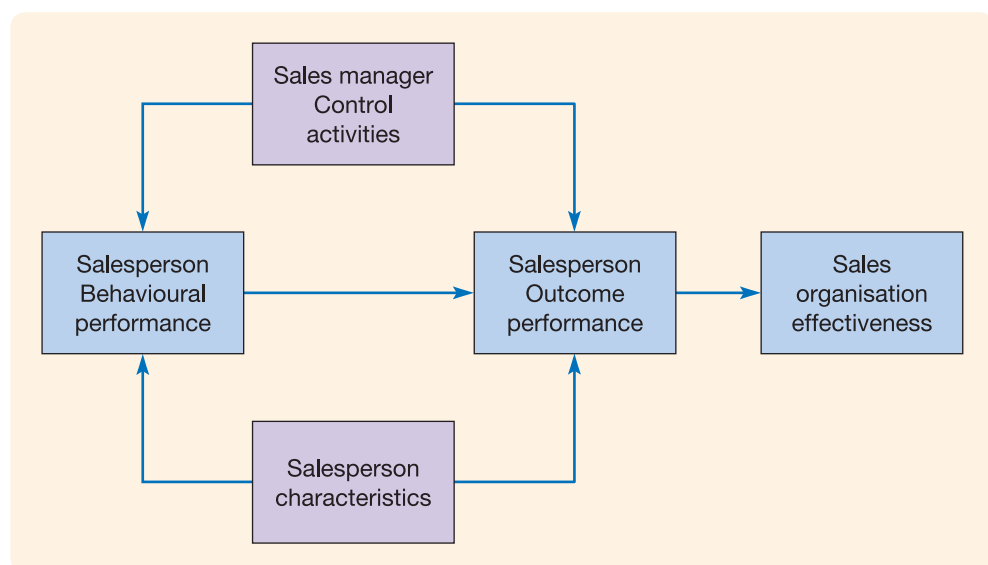 Sales manager
Control
activities
Salesperson
Behavioural
performance
Salesperson
Outcome
performance
Sales
organisation
effectiveness
Salesperson
characteristics